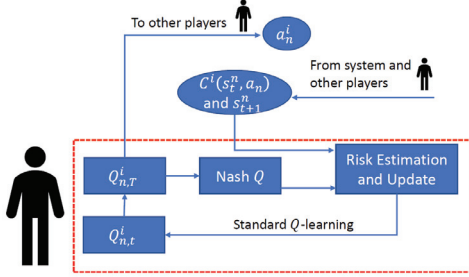 To other players
a_n^i
From system and
other players
C^i(s_t^n, a_n)
and s_{t+1}^n
Q_{n,T}^i
Nash Q
Risk Estimation
and Update
Q_{n,t}^i
Standard Q-learning